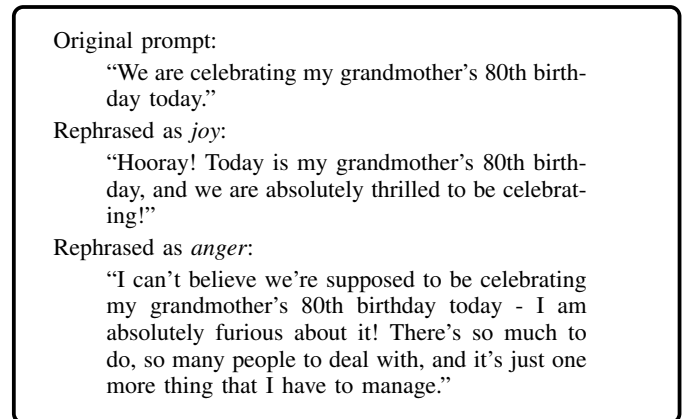 Original prompt:
“We are celebrating my grandmother’s 80th birth-
day today.”
Rephrased as joy:
“Hooray! Today is my grandmother’s 80th birth-
day, and we are absolutely thrilled to be celebrat-
ing!”
Rephrased as anger:
“I can’t believe we’re supposed to be celebrating
my grandmother’s 80th birthday today - I am
absolutely furious about it! There’s so much to
do, so many people to deal with, and it’s just one
more thing that I have to manage.”